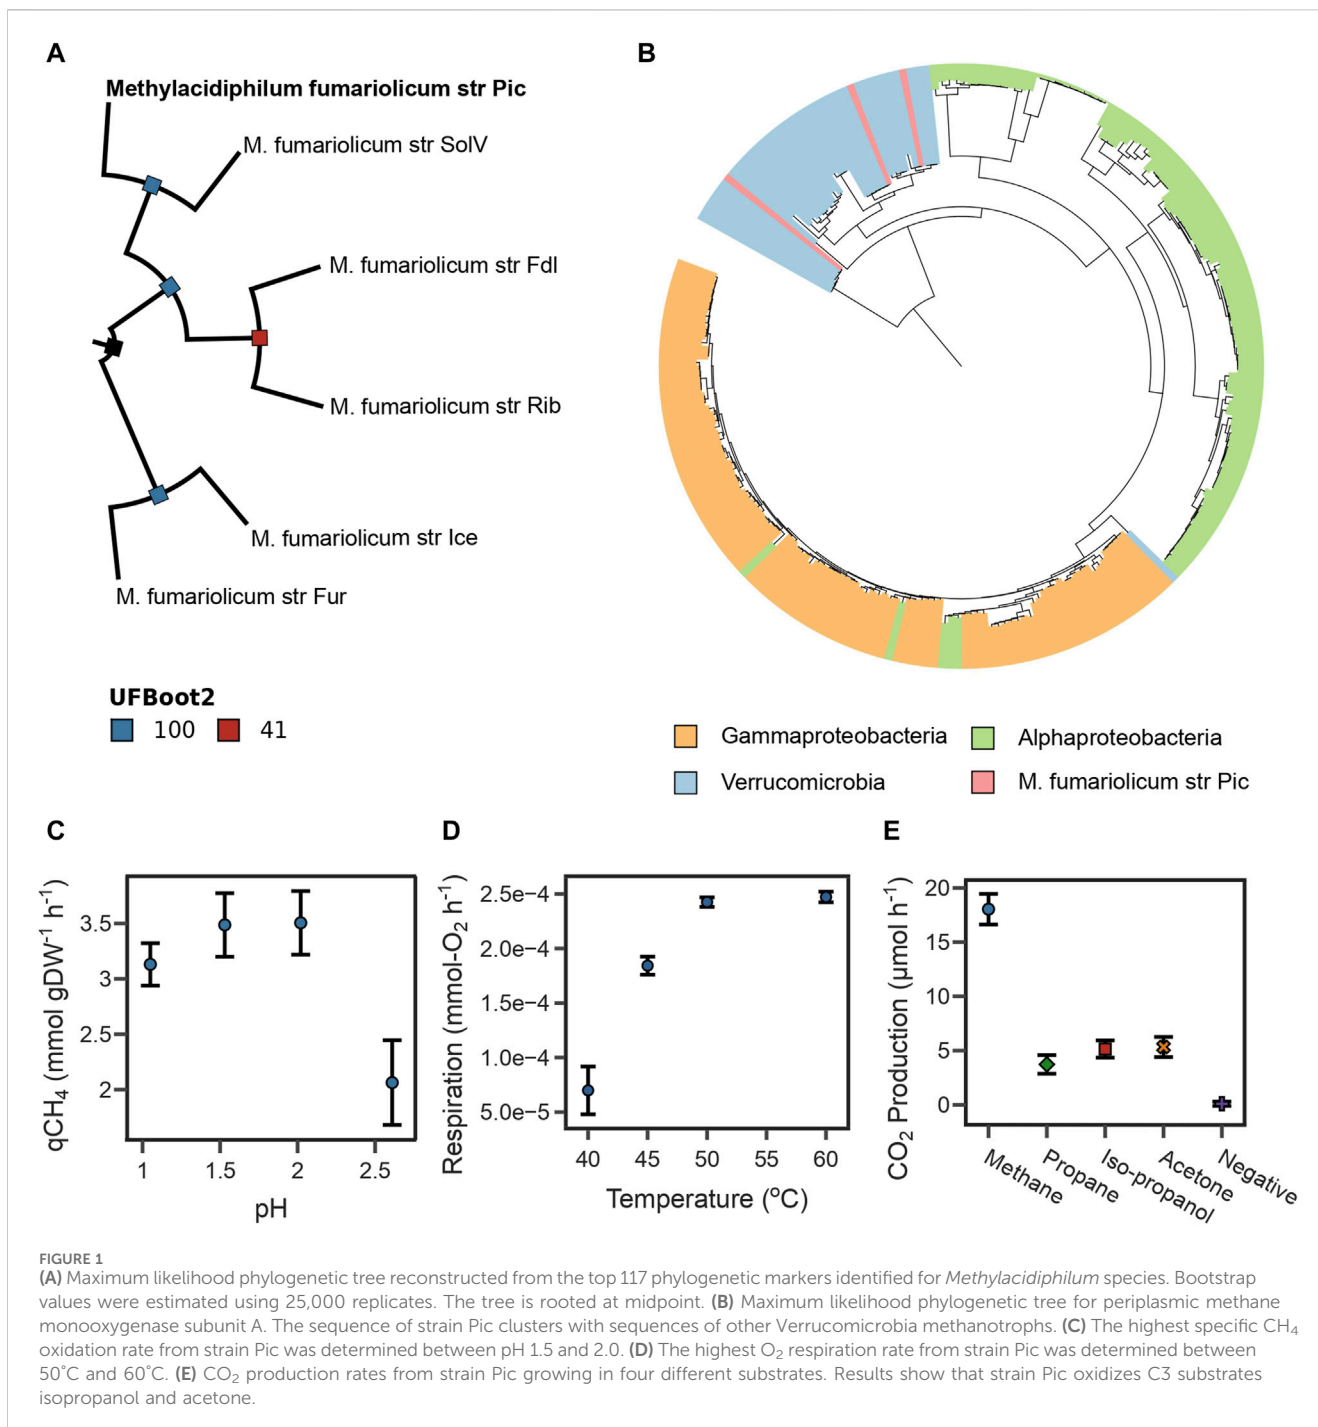 A
Methylacidiphilum fumariolicum str Pic
M. fumariolicum str SolV
M. fumariolicum str Fdl
M. fumariolicum str Rib
M. fumariolicum str Ice
M. fumariolicum str Fur
UFBoot2
100 41
B
Gammaproteobacteria
Alphaproteobacteria
Verrucomicrobia
M. fumariolicum str Pic
C
qCH₄ (mmol gDW⁻¹ h⁻¹)
3.5
3
2.5
2
1 1.5 2 2.5
pH
D
Respiration (mmol-O₂ h⁻¹)
2.5e−4
2.0e−4
1.5e−4
1.0e−4
5.0e−5
40 45 50 55 60
Temperature (°C)
E
CO₂ Production (µmol h⁻¹)
20
15
10
5
0
Methane
Propane
Iso-propanol
Acetone
Negative
FIGURE 1
(A) Maximum likelihood phylogenetic tree reconstructed from the top 117 phylogenetic markers identified for Methylacidiphilum species. Bootstrap
values were estimated using 25,000 replicates. The tree is rooted at midpoint. (B) Maximum likelihood phylogenetic tree for periplasmic methane
monooxygenase subunit A. The sequence of strain Pic clusters with sequences of other Verrucomicrobia methanotrophs. (C) The highest specific CH₄
oxidation rate from strain Pic was determined between pH 1.5 and 2.0. (D) The highest O₂ respiration rate from strain Pic was determined between
50°C and 60°C. (E) CO₂ production rates from strain Pic growing in four different substrates. Results show that strain Pic oxidizes C3 substrates
isopropanol and acetone.